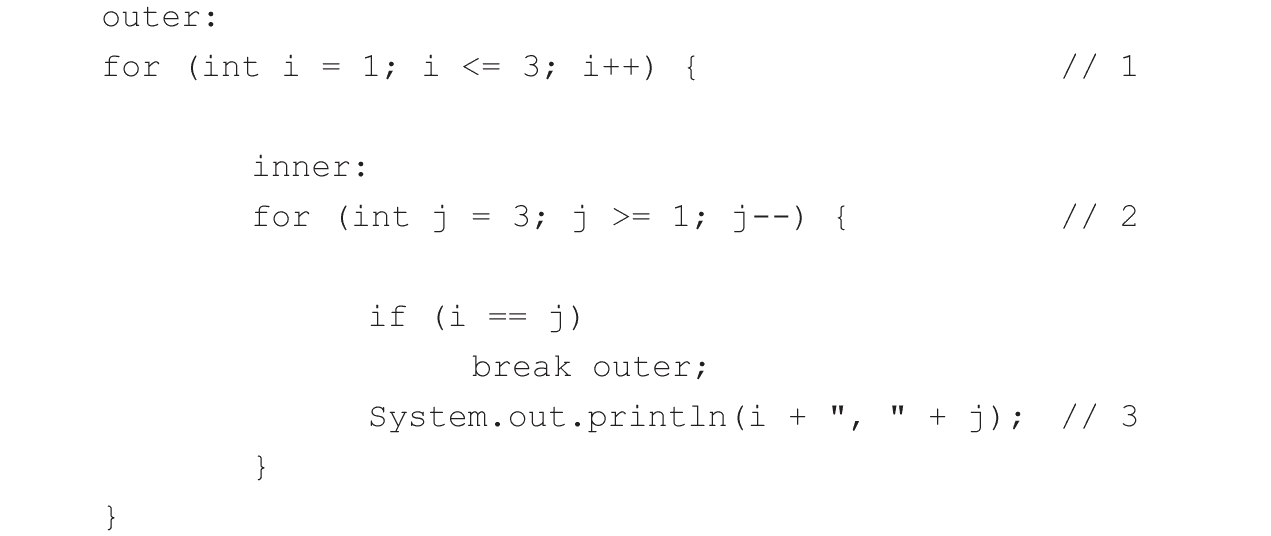 outer:
for (int i = 1; i <= 3; i++) { // 1
inner:
for (int j = 3; j >= 1; j--) { // 2
if (i == j)
break outer;
System.out.println(i + ", " + j); // 3
}
}